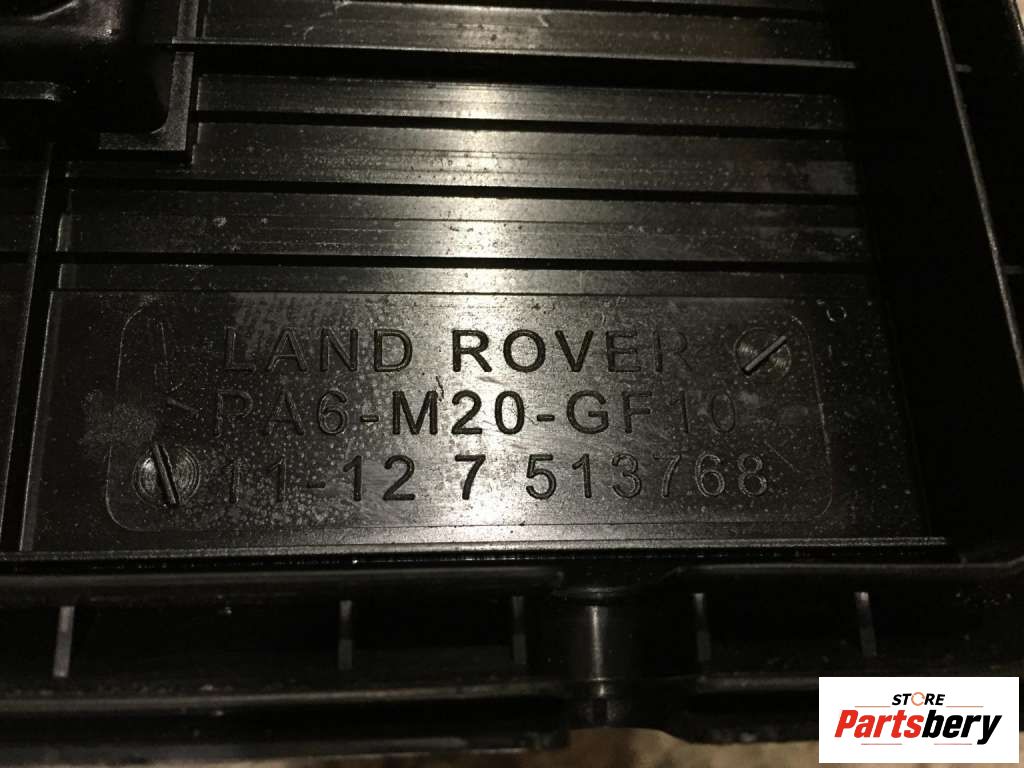 LAND ROVER
PA6-M20-GF10
11-12 7 513768
STORE
Partsbery